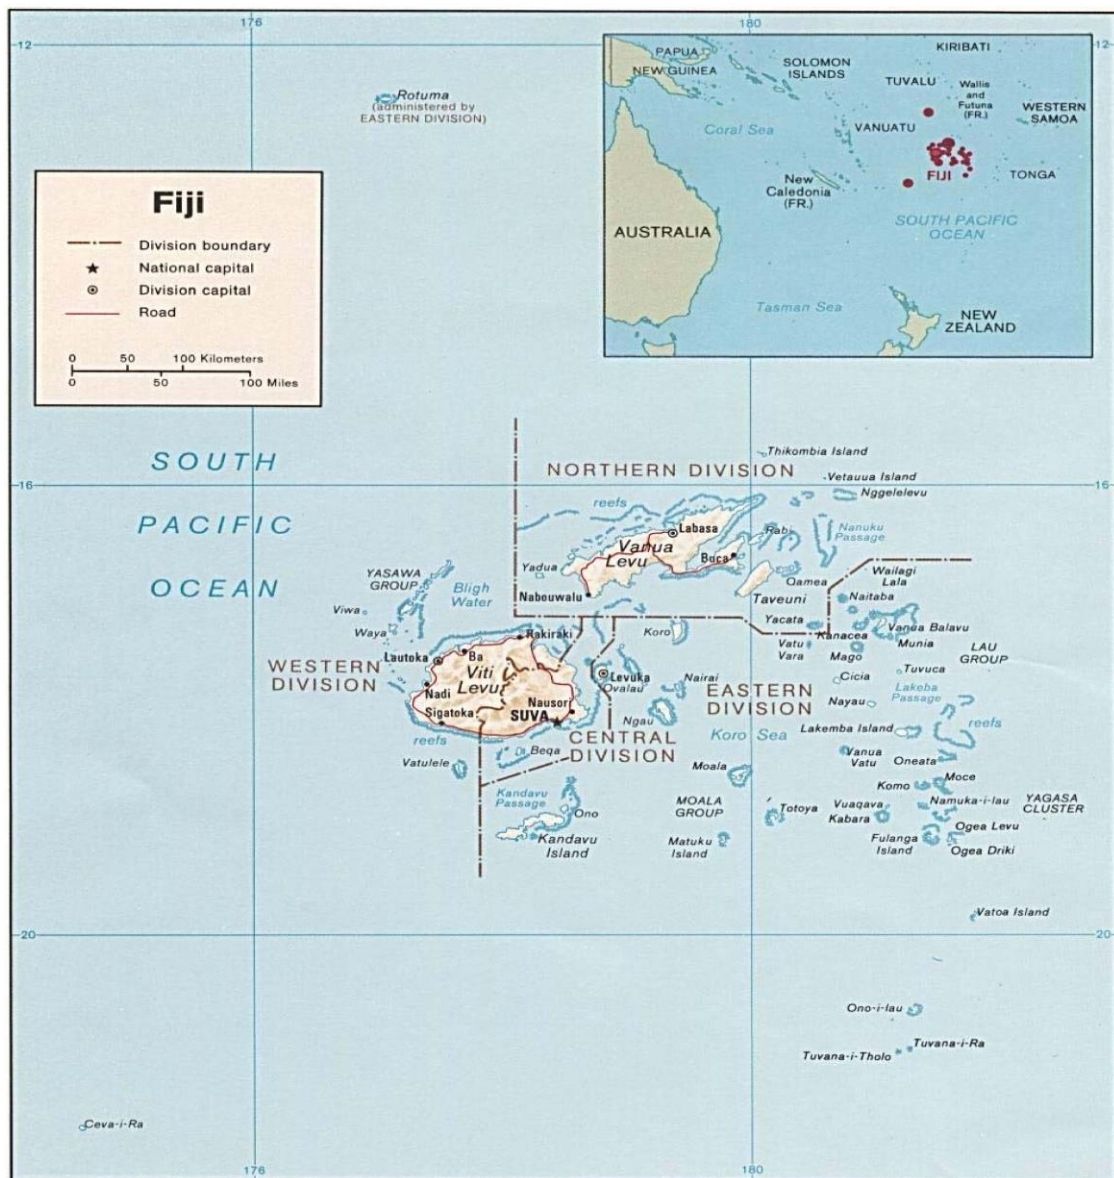 176
180
12
12
Rotuma
(administered by
EASTERN DIVISION)
PAPUA
NEW GUINEA
SOLOMON
ISLANDS
KIRIBATI
TUVALU
Wallis
and
Futuna
(FR.)
WESTERN
SAMOA
Coral Sea
VANUATU
FIJI
TONGA
New
Caledonia
(FR.)
AUSTRALIA
SOUTH PACIFIC
OCEAN
Tasman Sea
NEW
ZEALAND
Fiji
Division boundary
National capital
Division capital
Road
0 50 100 Kilometers
0 50 100 Miles
SOUTH
PACIFIC
OCEAN
16
16
NORTHERN DIVISION
Thikombia Island
Vetauua Island
Nggelelevu
reefs
Labasa
Vanua
Levu
Buca
Rabi
Nanuku
Passage
Yadua
Nabouwalu
Qamea
Taveuni
Wailagi
Lala
Naitaba
YASAWA
GROUP
Bligh
Water
Viwa
Waya
Yacata
Kanacea
Vanua Balavu
Munia
Vatu
Vara
Mago
LAU
GROUP
Koro
Rakiraki
Ba
Lautoka
WESTERN
DIVISION
Viti
Levu
Nadi
Sigatoka
Nausori
SUVA
Levuka
Ovalau
Nairai
Ngau
EASTERN
DIVISION
Koro Sea
Cicia
Tuvuca
Lakeba
Passage
Nayau
reefs
Lakemba Island
CENTRAL
DIVISION
reefs
Beqa
Vatulele
Vanua
Vatu
Oneata
Moala
Moce
Komo
Kandavu
Passage
Ono
Kandavu
Island
MOALA
GROUP
Totoya
Matuku
Island
Vuaqava
Kabara
Namuka-i-lau
YAGASA
CLUSTER
Ogea Levu
Fulanga
Island
Ogea Driki
Vatoa Island
20
20
Ono-i-lau
Tuvana-i-Ra
Tuvana-i-Tholo
Ceva-i-Ra
176
180